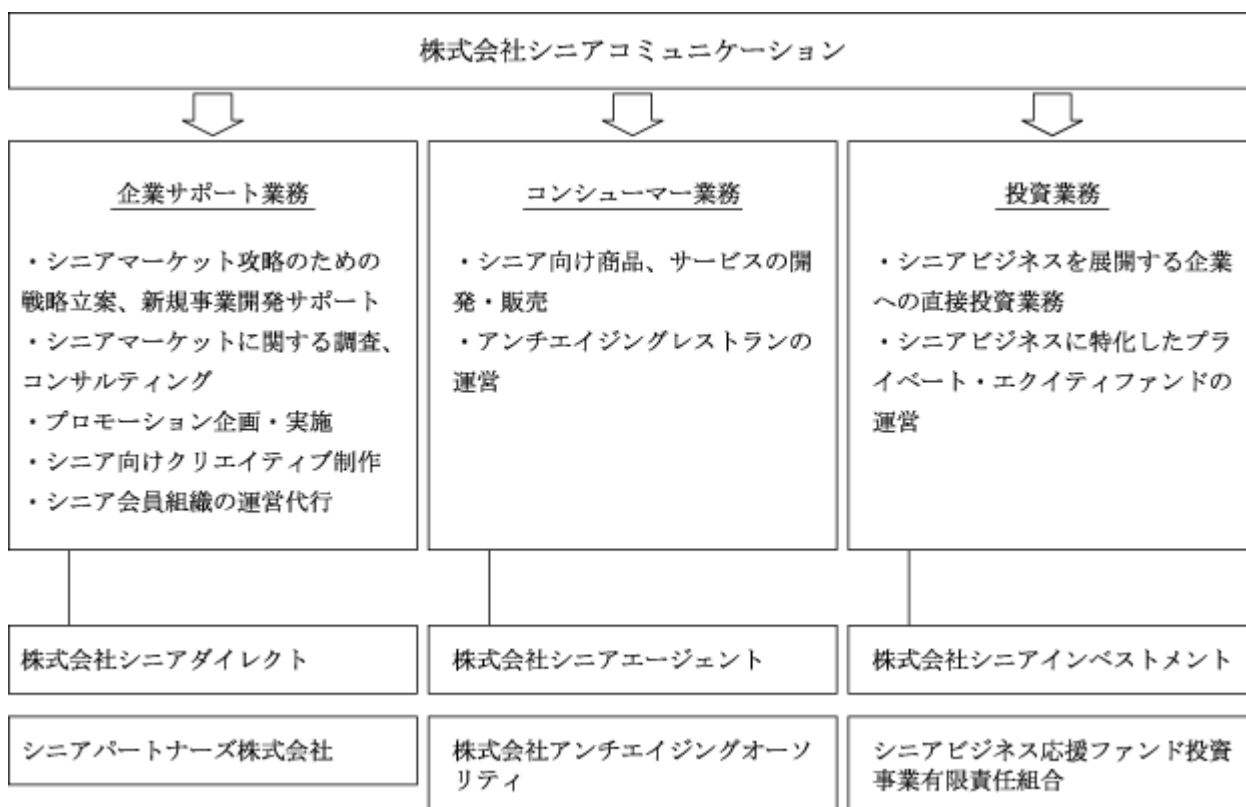 株式会社シニアコミュニケーション
企業サポート業務
・シニアマーケット攻略のための
戦略立案、新規事業開発サポート
・シニアマーケットに関する調査、
コンサルティング
・プロモーション企画・実施
・シニア向けクリエイティブ制作
・シニア会員組織の運営代行
コンシューマー業務
・シニア向け商品、サービスの開
発・販売
・アンチエイジングレストランの
運営
投資業務
・シニアビジネスを展開する企業
への直接投資業務
・シニアビジネスに特化したプラ
イベート・エクイティファンドの
運営
株式会社シニアダイレクト
株式会社シニアエージェント
株式会社シニアインベストメント
シニアパートナーズ株式会社
株式会社アンチエイジングオーソ
リティ
シニアビジネス応援ファンド投資
事業有限責任組合